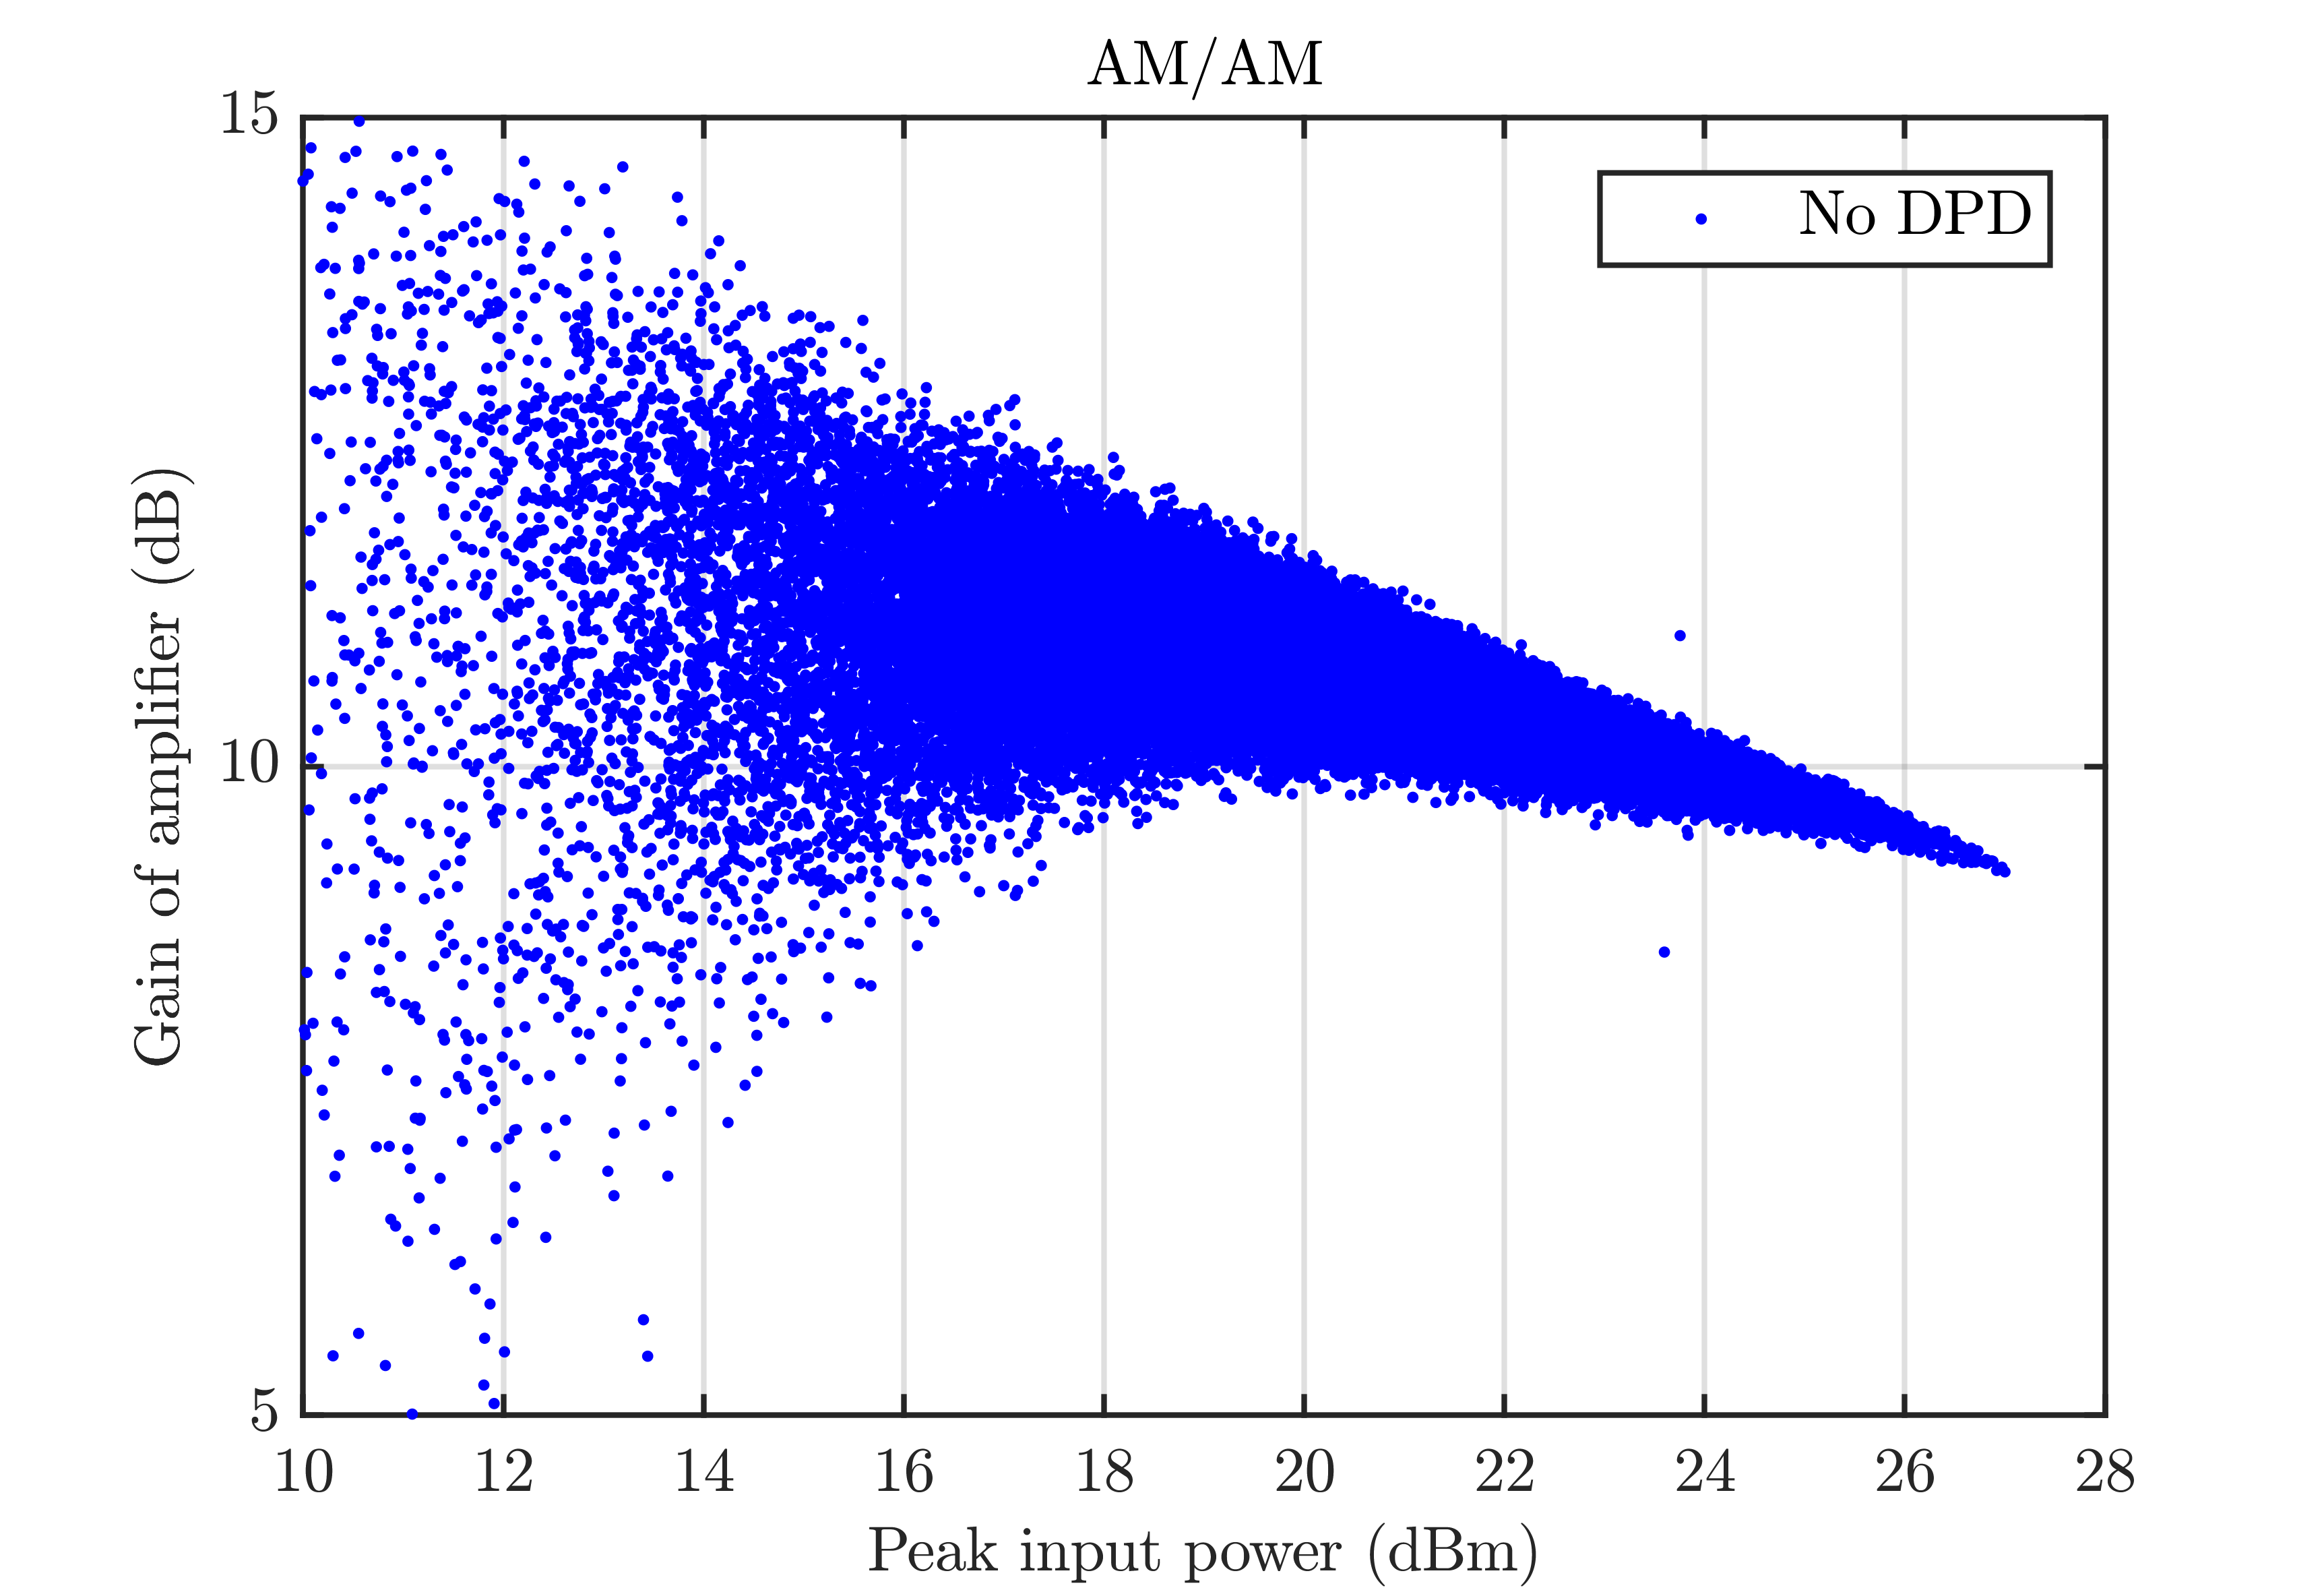 AM/AM
15
No DPD
Gain of amplifier (dB)
10
5
10 12 14 16 18 20 22 24 26 28
Peak input power (dBm)